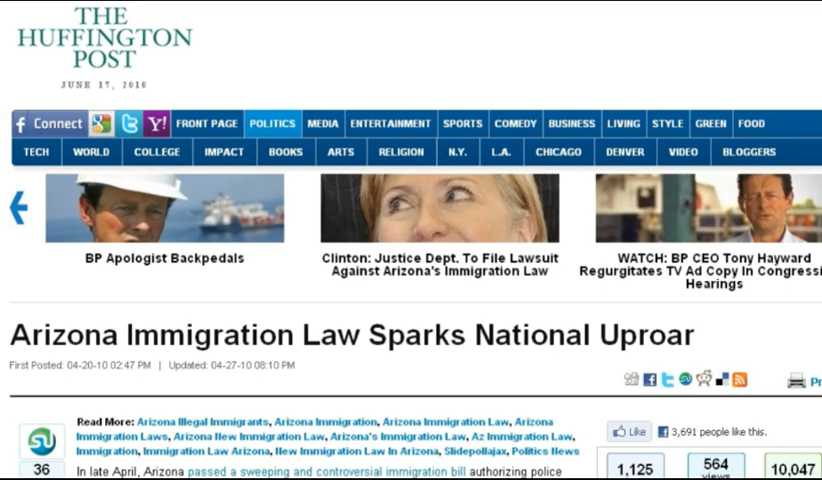 THE
HUFFINGTON
POST
JUNE 17, 2010
f Connect Y! FRONT PAGE POLITICS MEDIA ENTERTAINMENT SPORTS COMEDY BUSINESS LIVING STYLE GREEN FOOD
TECH WORLD COLLEGE IMPACT BOOKS ARTS RELIGION N.Y. L.A. CHICAGO DENVER VIDEO BLOGGERS
BP Apologist Backpedals
Clinton: Justice Dept. To File Lawsuit
Against Arizona's Immigration Law
WATCH: BP CEO Tony Hayward
Regurgitates TV Ad Copy In Congressi
Hearings
Arizona Immigration Law Sparks National Uproar
First Posted: 04-20-10 02:47 PM | Updated: 04-27-10 08:10 PM
Pr
Read More: Arizona Illegal Immigrants, Arizona Immigration, Arizona Immigration Law, Arizona
Immigration Laws, Arizona New Immigration Law, Arizona's Immigration Law, Az Immigration Law,
Immigration, Immigration Law Arizona, New Immigration Law In Arizona, Slidepollajax, Politics News
In late April, Arizona passed a sweeping and controversial immigration bill authorizing police
36
Like 3,691 people like this.
1,125 564 10,047
views